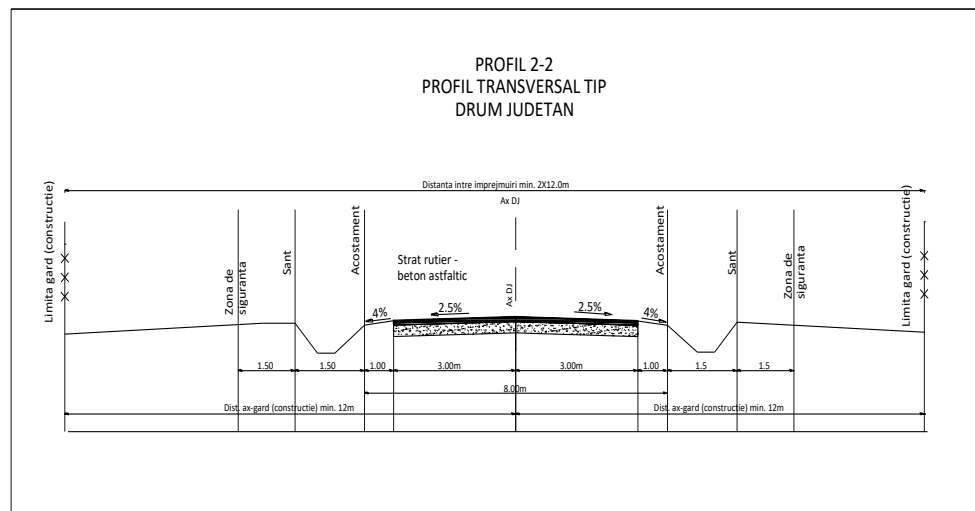 PROFIL 2-2
PROFIL TRANSVERSAL TIP
DRUM JUDETAN
Distanta intre imprejmuiri min. 2X12.0m
Ax DJ
Limita gard (constructie)
Zona de
siguranta
Sant
Acostament
Strat rutier -
beton astfaltic
Ax DJ
Acostament
Sant
Zona de
siguranta
Limita gard (constructie)
4%
2.5%
2.5%
4%
1.50
1.50
1.00
3.00m
3.00m
1.00
1.5
1.5
8.00m
Dist. ax-gard (constructie) min. 12m
Dist. ax-gard (constructie) min. 12m